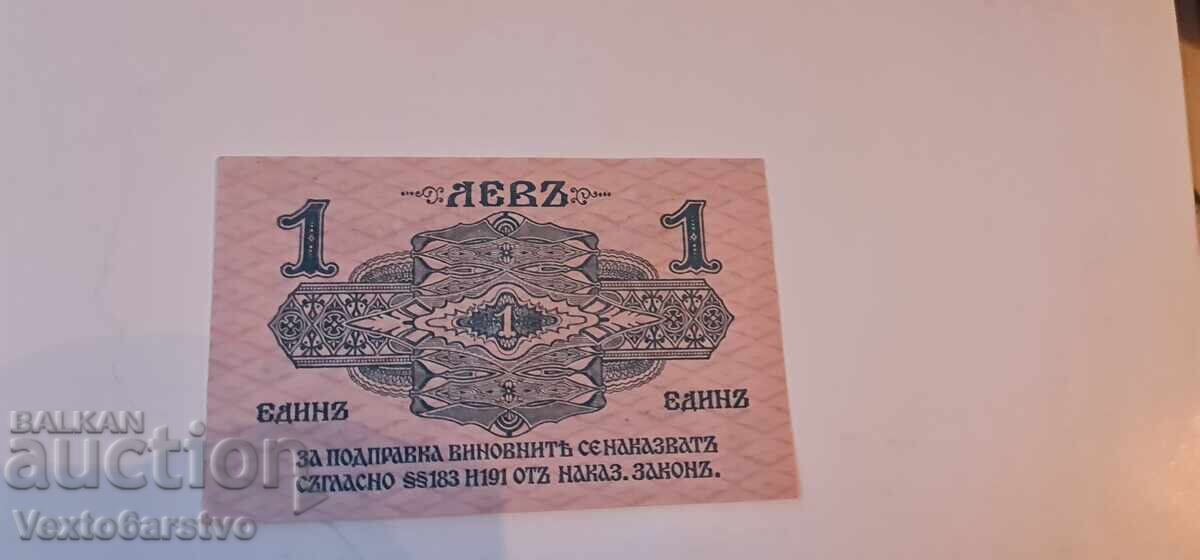 ЛЕВЪ
1 1
1
ЕДИНЪ ЕДИНЪ
ЗА ПОДПРАВКА ВИНОВНИТѢ СЕ НАКАЗВАТЪ
СЪГЛАСНО §§183 И 191 ОТЪ НАКАЗ. ЗАКОНЪ.
BALKAN
auction
Vexto6arstvo